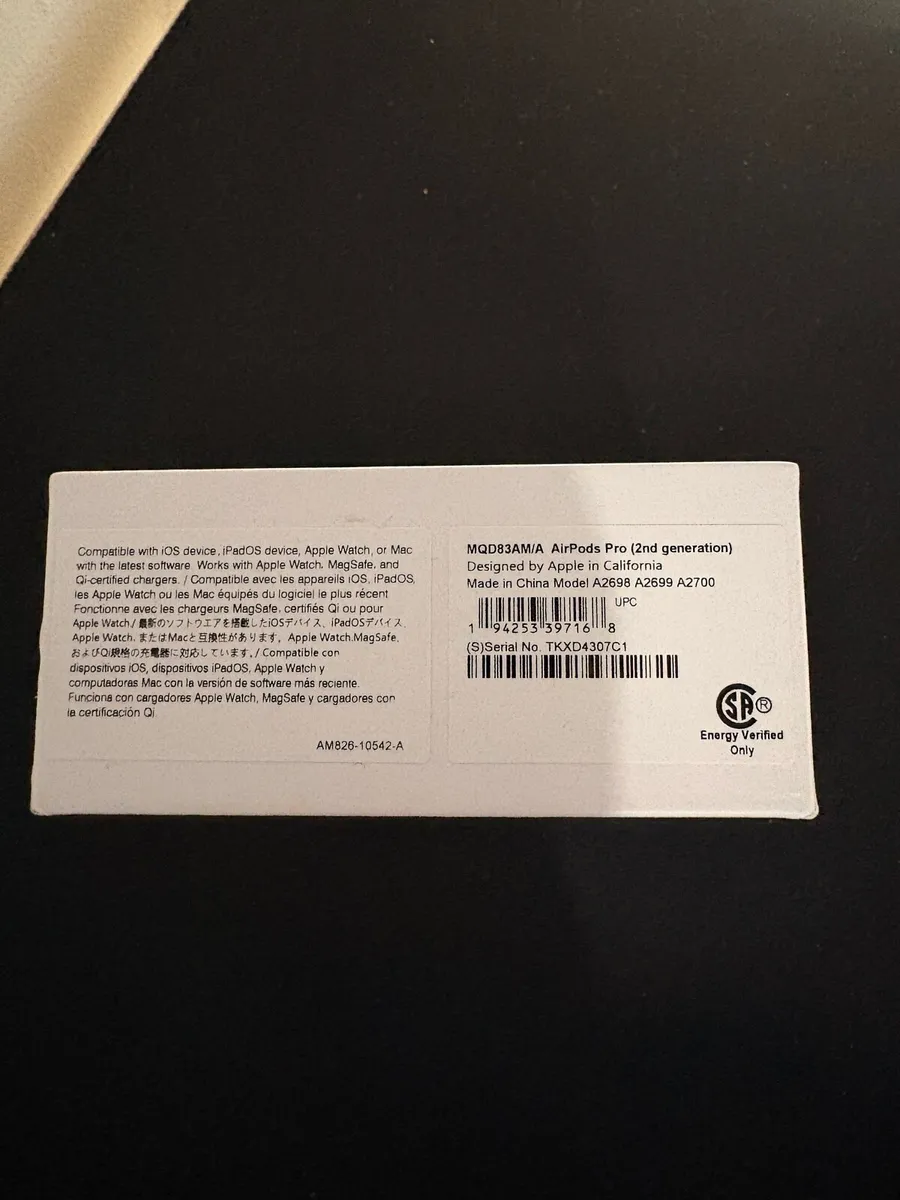 Compatible with iOS device, iPadOS device, Apple Watch, or Mac
with the latest software. Works with Apple Watch, MagSafe, and
Qi-certified chargers. / Compatible avec les appareils iOS, iPadOS,
les Apple Watch ou les Mac équipés du logiciel le plus récent
Fonctionne avec les chargeurs MagSafe, certifiés Qi ou pour
Apple Watch / 最新のソフトウエアを搭載したiOSデバイス、iPadOSデバイス、
Apple Watch、またはMacと互換性があります。Apple Watch,MagSafe、
およびQi規格の充電器に対応しています。/ Compatible con
dispositivos iOS, dispositivos iPadOS, Apple Watch y
computadoras Mac con la versión de software más reciente.
Funciona con cargadores Apple Watch, MagSafe y cargadores con
la certificación Qi
AM826-10542-A
MQD83AM/A AirPods Pro (2nd generation)
Designed by Apple in California
Made in China Model A2698 A2699 A2700
UPC
1 94253 39716 8
(S)Serial No. TKXD4307C1
SA ®
Energy Verified
Only